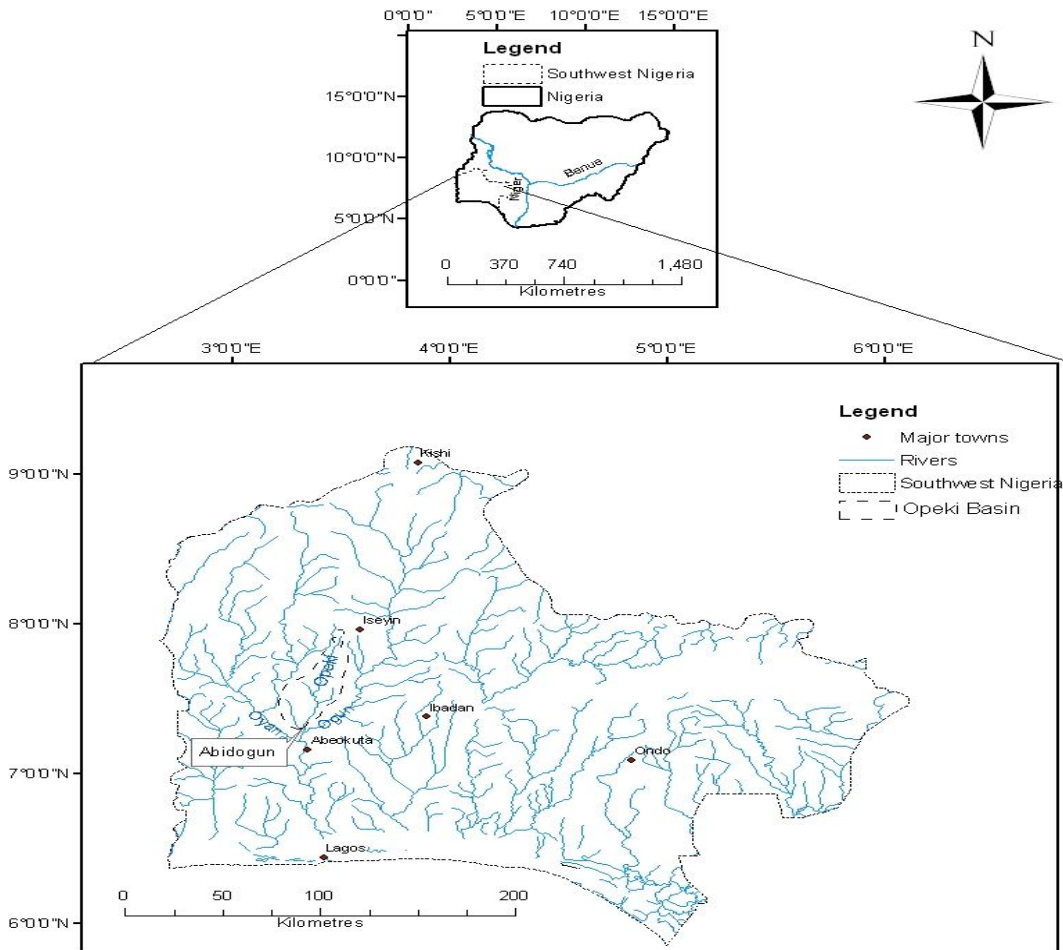 0°0'0" 5°0'0"E 10°0'0"E 15°0'0"E
N
Legend
Southwest Nigeria
Nigeria
15°0'0"N
10°0'0"N
5°0'0"N
0°0'0"
Benue
Niger
0 370 740 1,480
Kilometres
3°0'0"E 4°0'0"E 5°0'0"E 6°0'0"E
Legend
Major towns
Rivers
Southwest Nigeria
Opeki Basin
9°0'0"N
8°0'0"N
7°0'0"N
6°0'0"N
Kishi
Iseyin
Opeki
Oyan
Ogun
Ibadan
Abidogun
Abeokuta
Ondo
Lagos
0 50 100 200
Kilometres